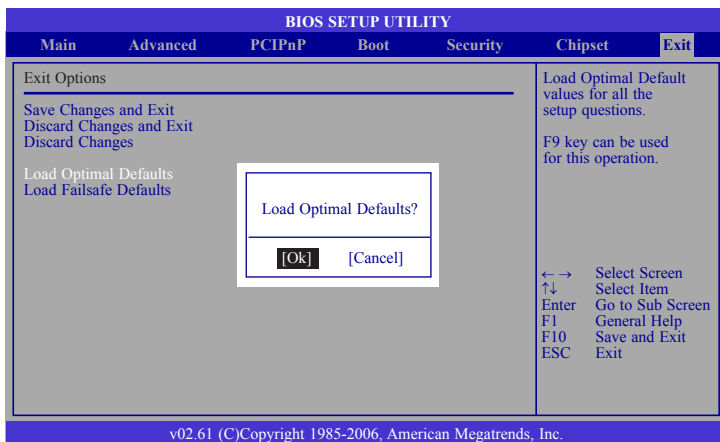 BIOS SETUP UTILITY
Main Advanced PCIPnP Boot Security Chipset Exit
Exit Options
Save Changes and Exit
Discard Changes and Exit
Discard Changes
Load Optimal Defaults
Load Failsafe Defaults
Load Optimal Defaults?
[Ok] [Cancel]
Load Optimal Default
values for all the
setup questions.
F9 key can be used
for this operation.
←→ Select Screen
↑↓ Select Item
Enter Go to Sub Screen
F1 General Help
F10 Save and Exit
ESC Exit
v02.61 (C)Copyright 1985-2006, American Megatrends, Inc.